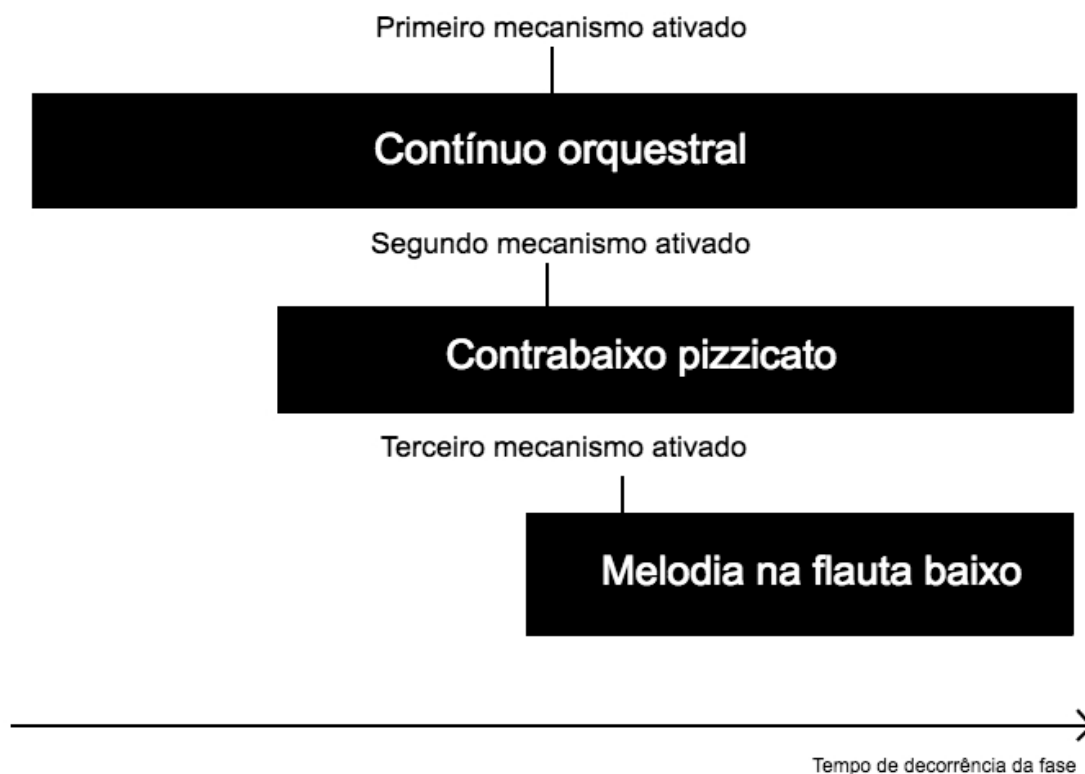 Primeiro mecanismo ativado
Contínuo orquestral
Segundo mecanismo ativado
Contrabaixo pizzicato
Terceiro mecanismo ativado
Melodia na flauta baixo
Tempo de decorrência da fase